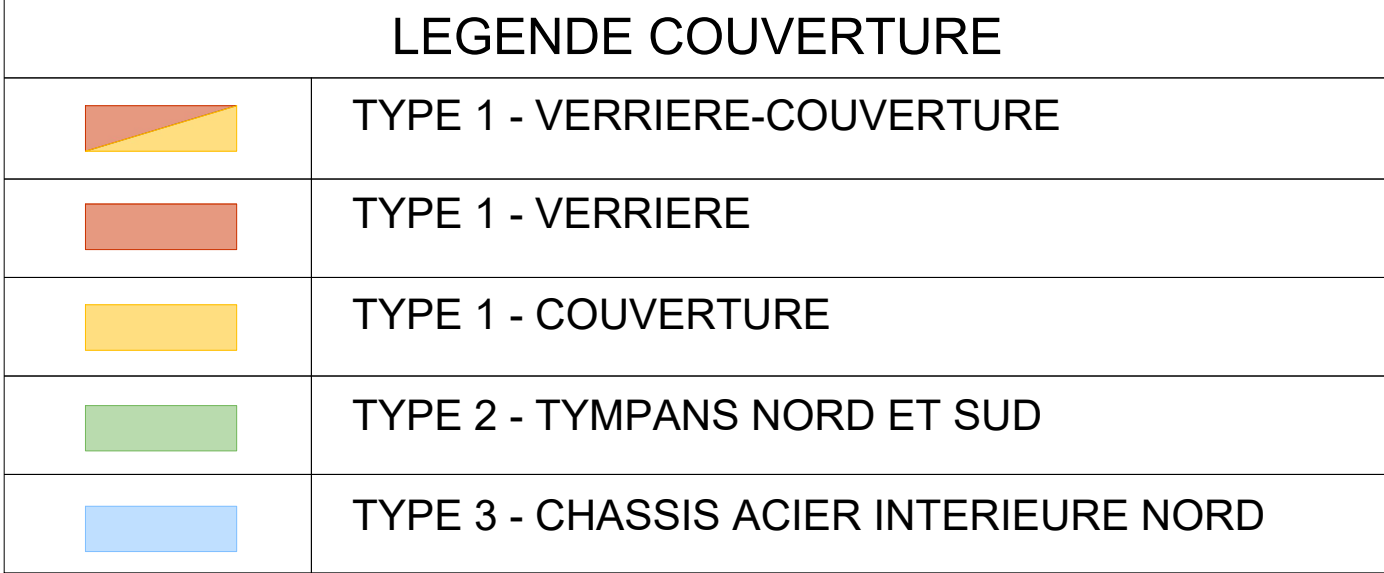 LEGENDE COUVERTURE
TYPE 1 - VERRIERE-COUVERTURE
TYPE 1 - VERRIERE
TYPE 1 - COUVERTURE
TYPE 2 - TYMPANS NORD ET SUD
TYPE 3 - CHASSIS ACIER INTERIEURE NORD